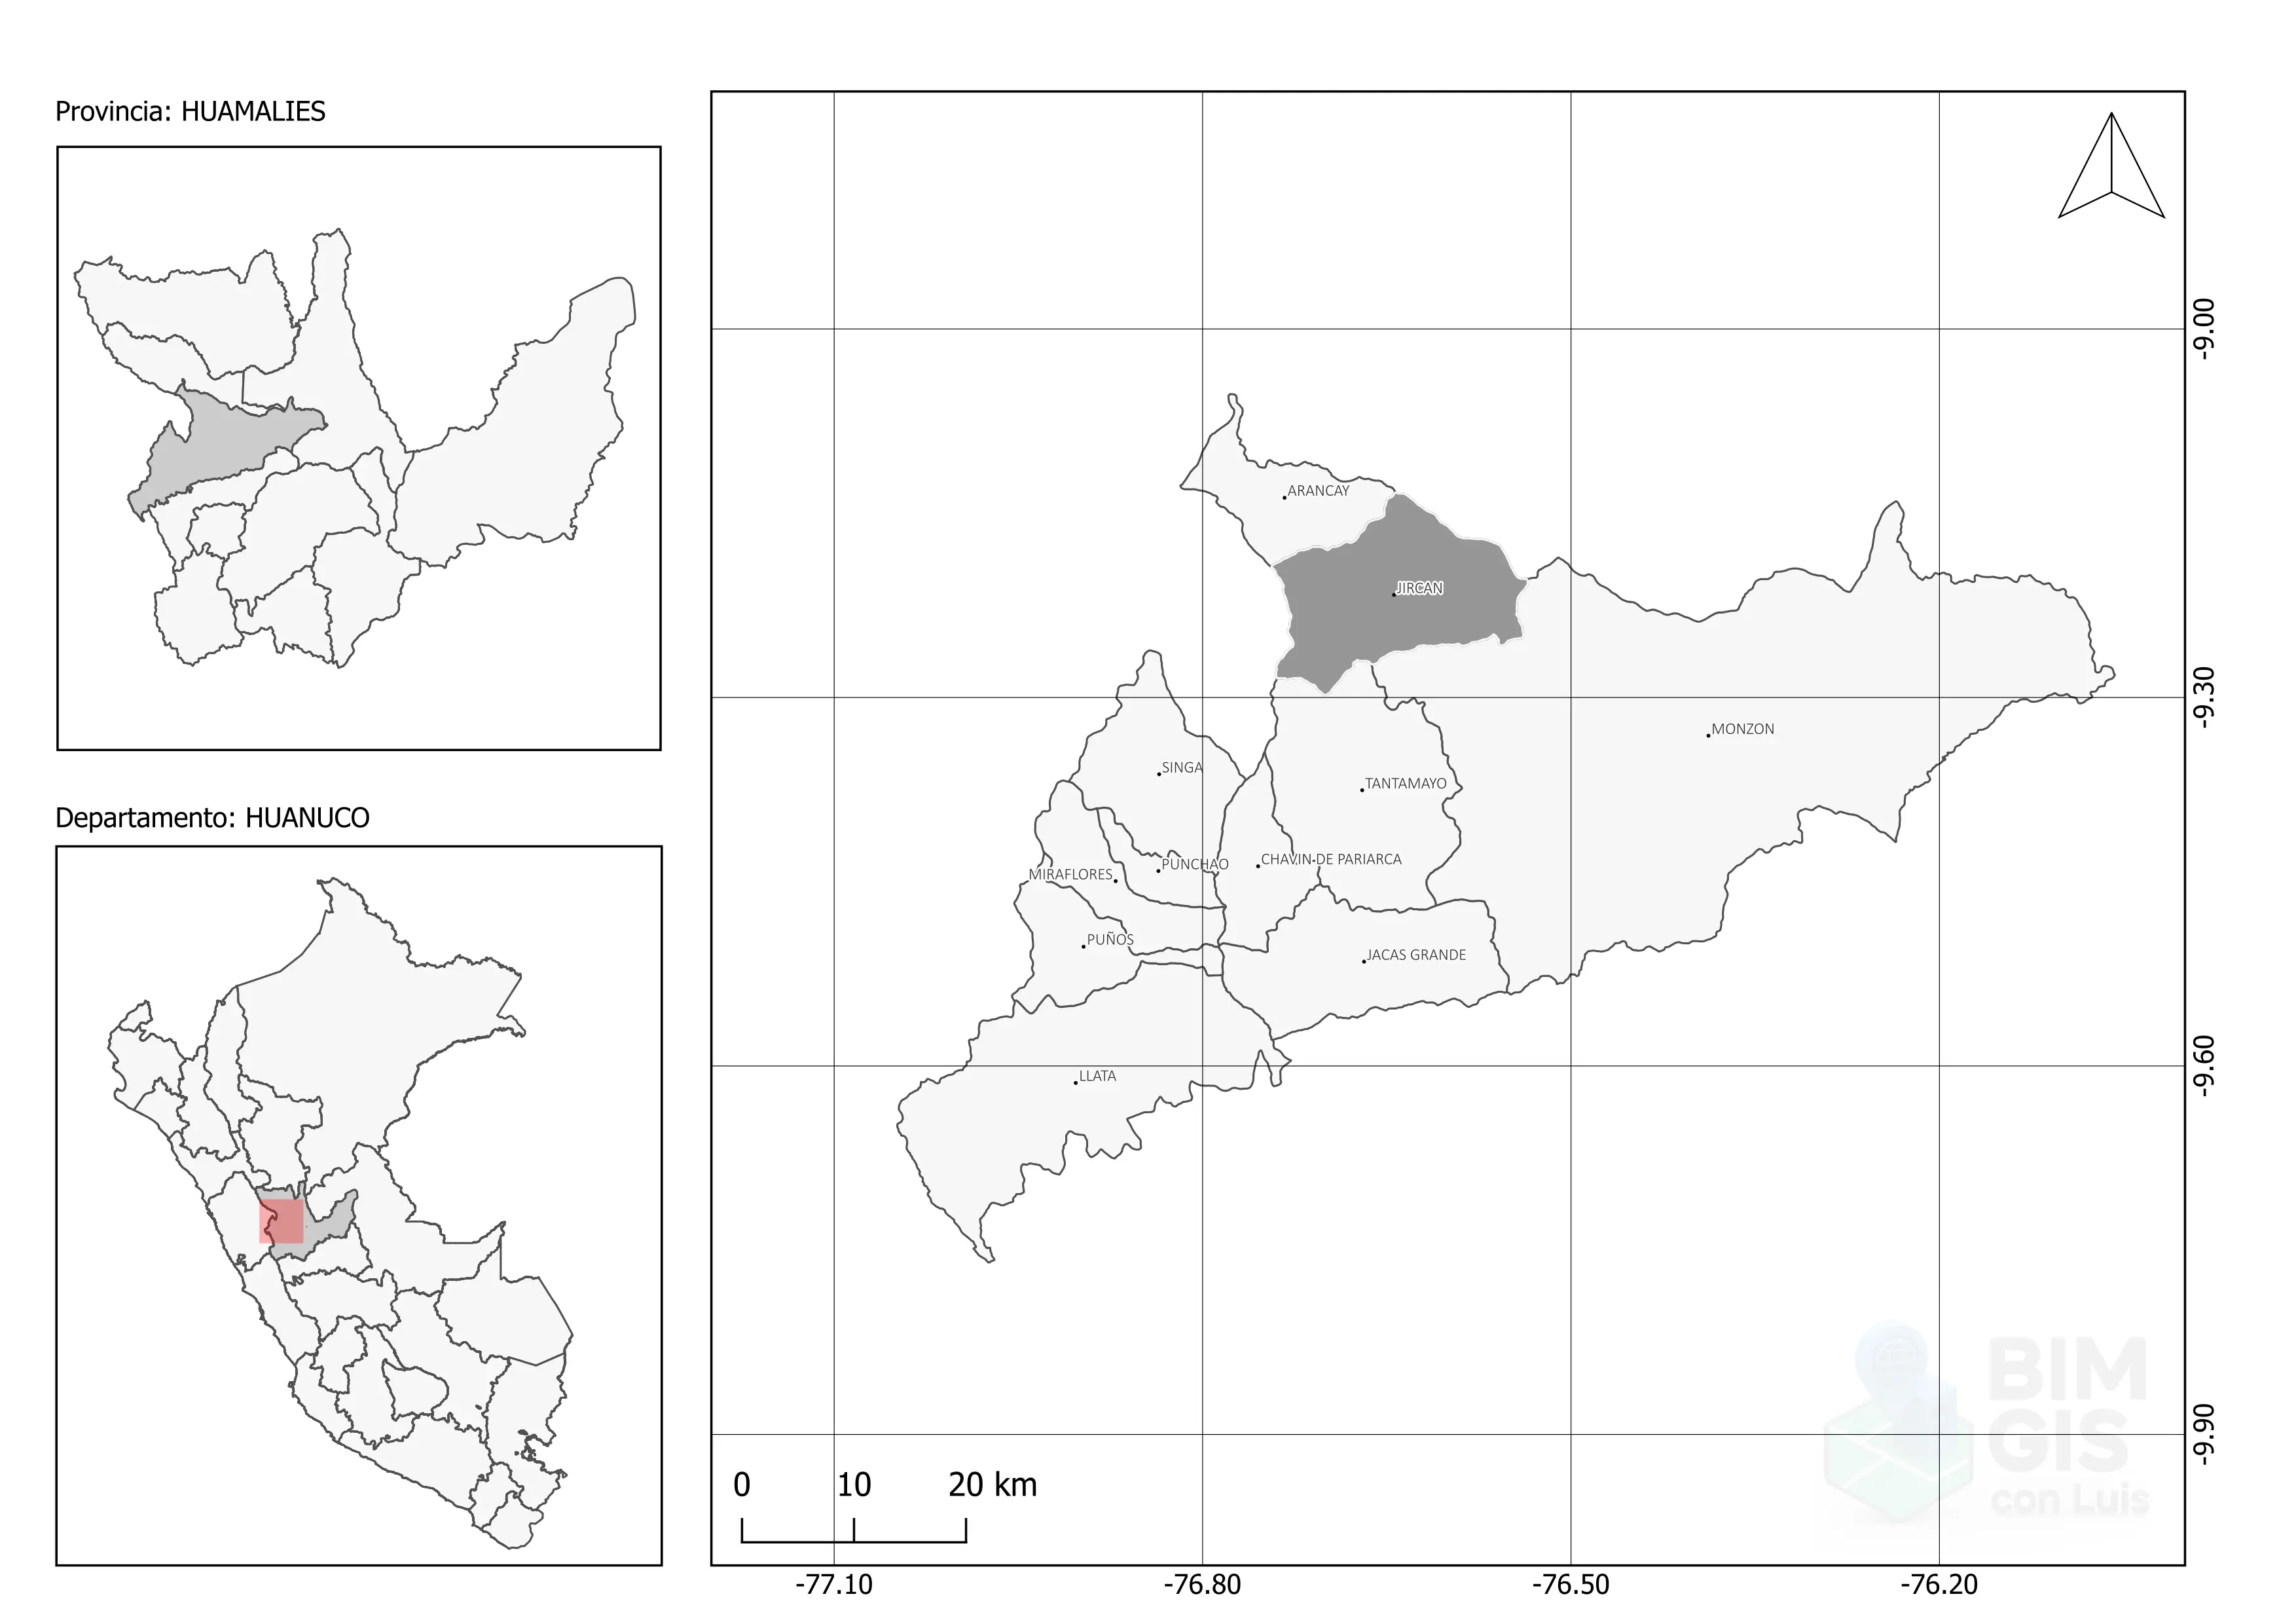 Provincia: HUAMALIES
Departamento: HUANUCO
ARANCAY
JIRCAN
MONZON
SINGA
TANTAMAYO
PUNCHAO
CHAVIN DE PARIARCA
MIRAFLORES
PUÑOS
JACAS GRANDE
LLATA
-9.00
-9.30
-9.60
-9.90
0 10 20 km
-77.10 -76.80 -76.50 -76.20
BIM
GIS
con Luis